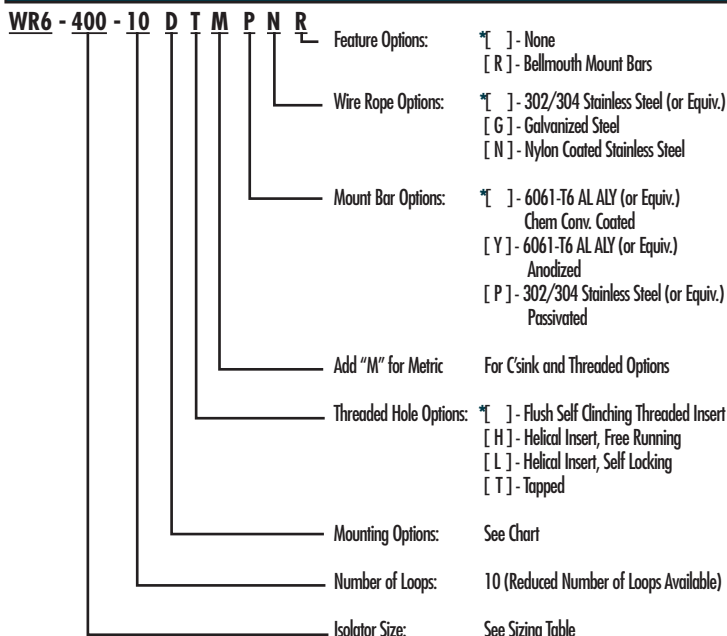 WR6 - 400 - 10 D T M P N R
Feature Options: *[ ] - None
[ R ] - Bellmouth Mount Bars
Wire Rope Options: *[ ] - 302/304 Stainless Steel (or Equiv.)
[ G ] - Galvanized Steel
[ N ] - Nylon Coated Stainless Steel
Mount Bar Options: *[ ] - 6061-T6 AL ALY (or Equiv.)
Chem Conv. Coated
[ Y ] - 6061-T6 AL ALY (or Equiv.)
Anodized
[ P ] - 302/304 Stainless Steel (or Equiv.)
Passivated
Add “M” for Metric For C’sink and Threaded Options
Threaded Hole Options: *[ ] - Flush Self Clinching Threaded Insert
[ H ] - Helical Insert, Free Running
[ L ] - Helical Insert, Self Locking
[ T ] - Tapped
Mounting Options: See Chart
Number of Loops: 10 (Reduced Number of Loops Available)
Isolator Size: See Sizing Table